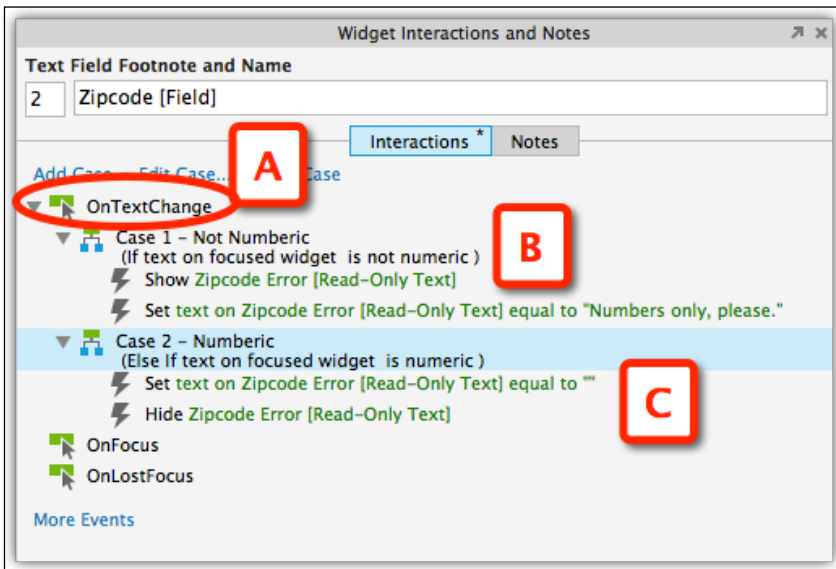 Widget Interactions and Notes
Text Field Footnote and Name
2 Zipcode [Field]
Interactions * Notes
Add Case Edit Case... Case
A
OnTextChange
Case 1 – Not Numberic
B
(If text on focused widget is not numeric )
Show Zipcode Error [Read-Only Text]
Set text on Zipcode Error [Read-Only Text] equal to "Numbers only, please."
Case 2 – Numberic
(Else If text on focused widget is numeric )
Set text on Zipcode Error [Read-Only Text] equal to ""
C
Hide Zipcode Error [Read-Only Text]
OnFocus
OnLostFocus
More Events